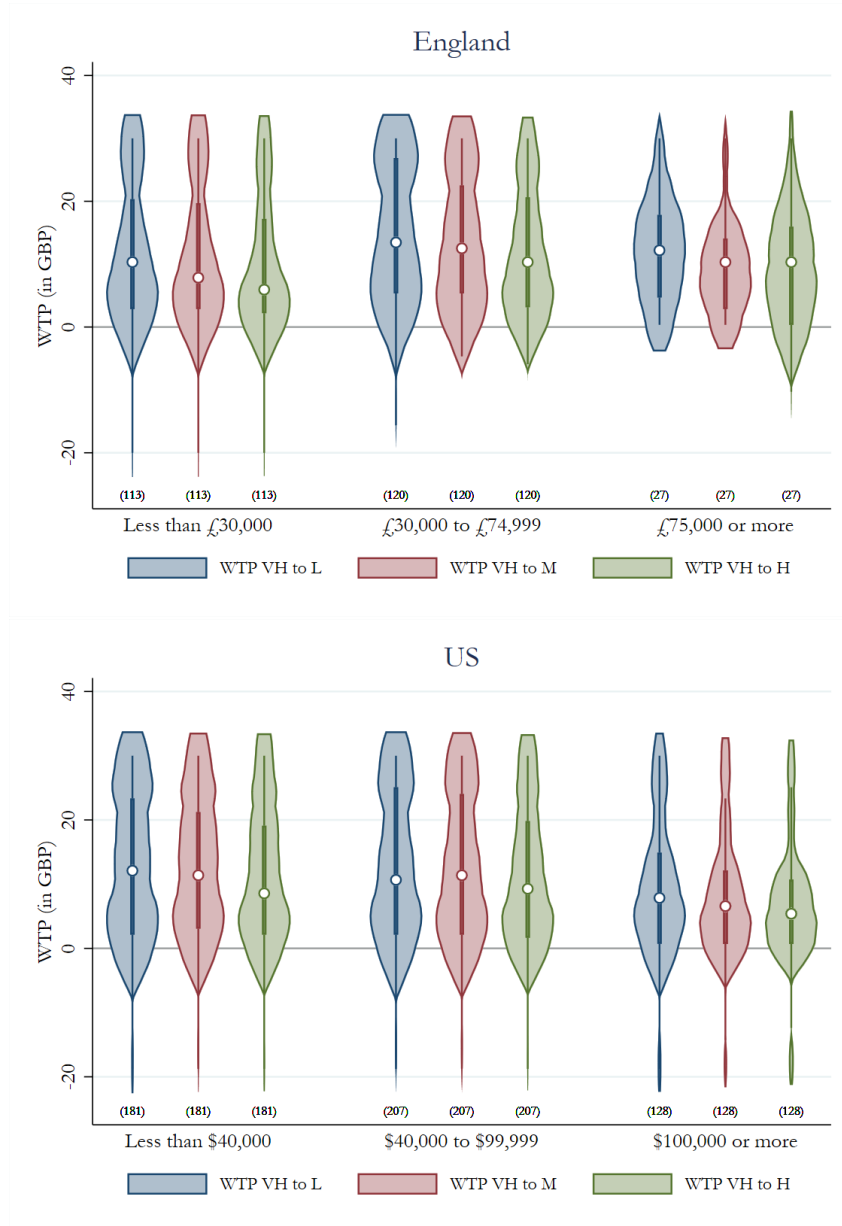 England
WTP (in GBP)
40
20
0
-20
(113) (113) (113) (120) (120) (120) (27) (27) (27)
Less than £30,000 £30,000 to £74,999 £75,000 or more
WTP VH to L WTP VH to M WTP VH to H
US
WTP (in GBP)
40
20
0
-20
(181) (181) (181) (207) (207) (207) (128) (128) (128)
Less than $40,000 $40,000 to $99,999 $100,000 or more
WTP VH to L WTP VH to M WTP VH to H